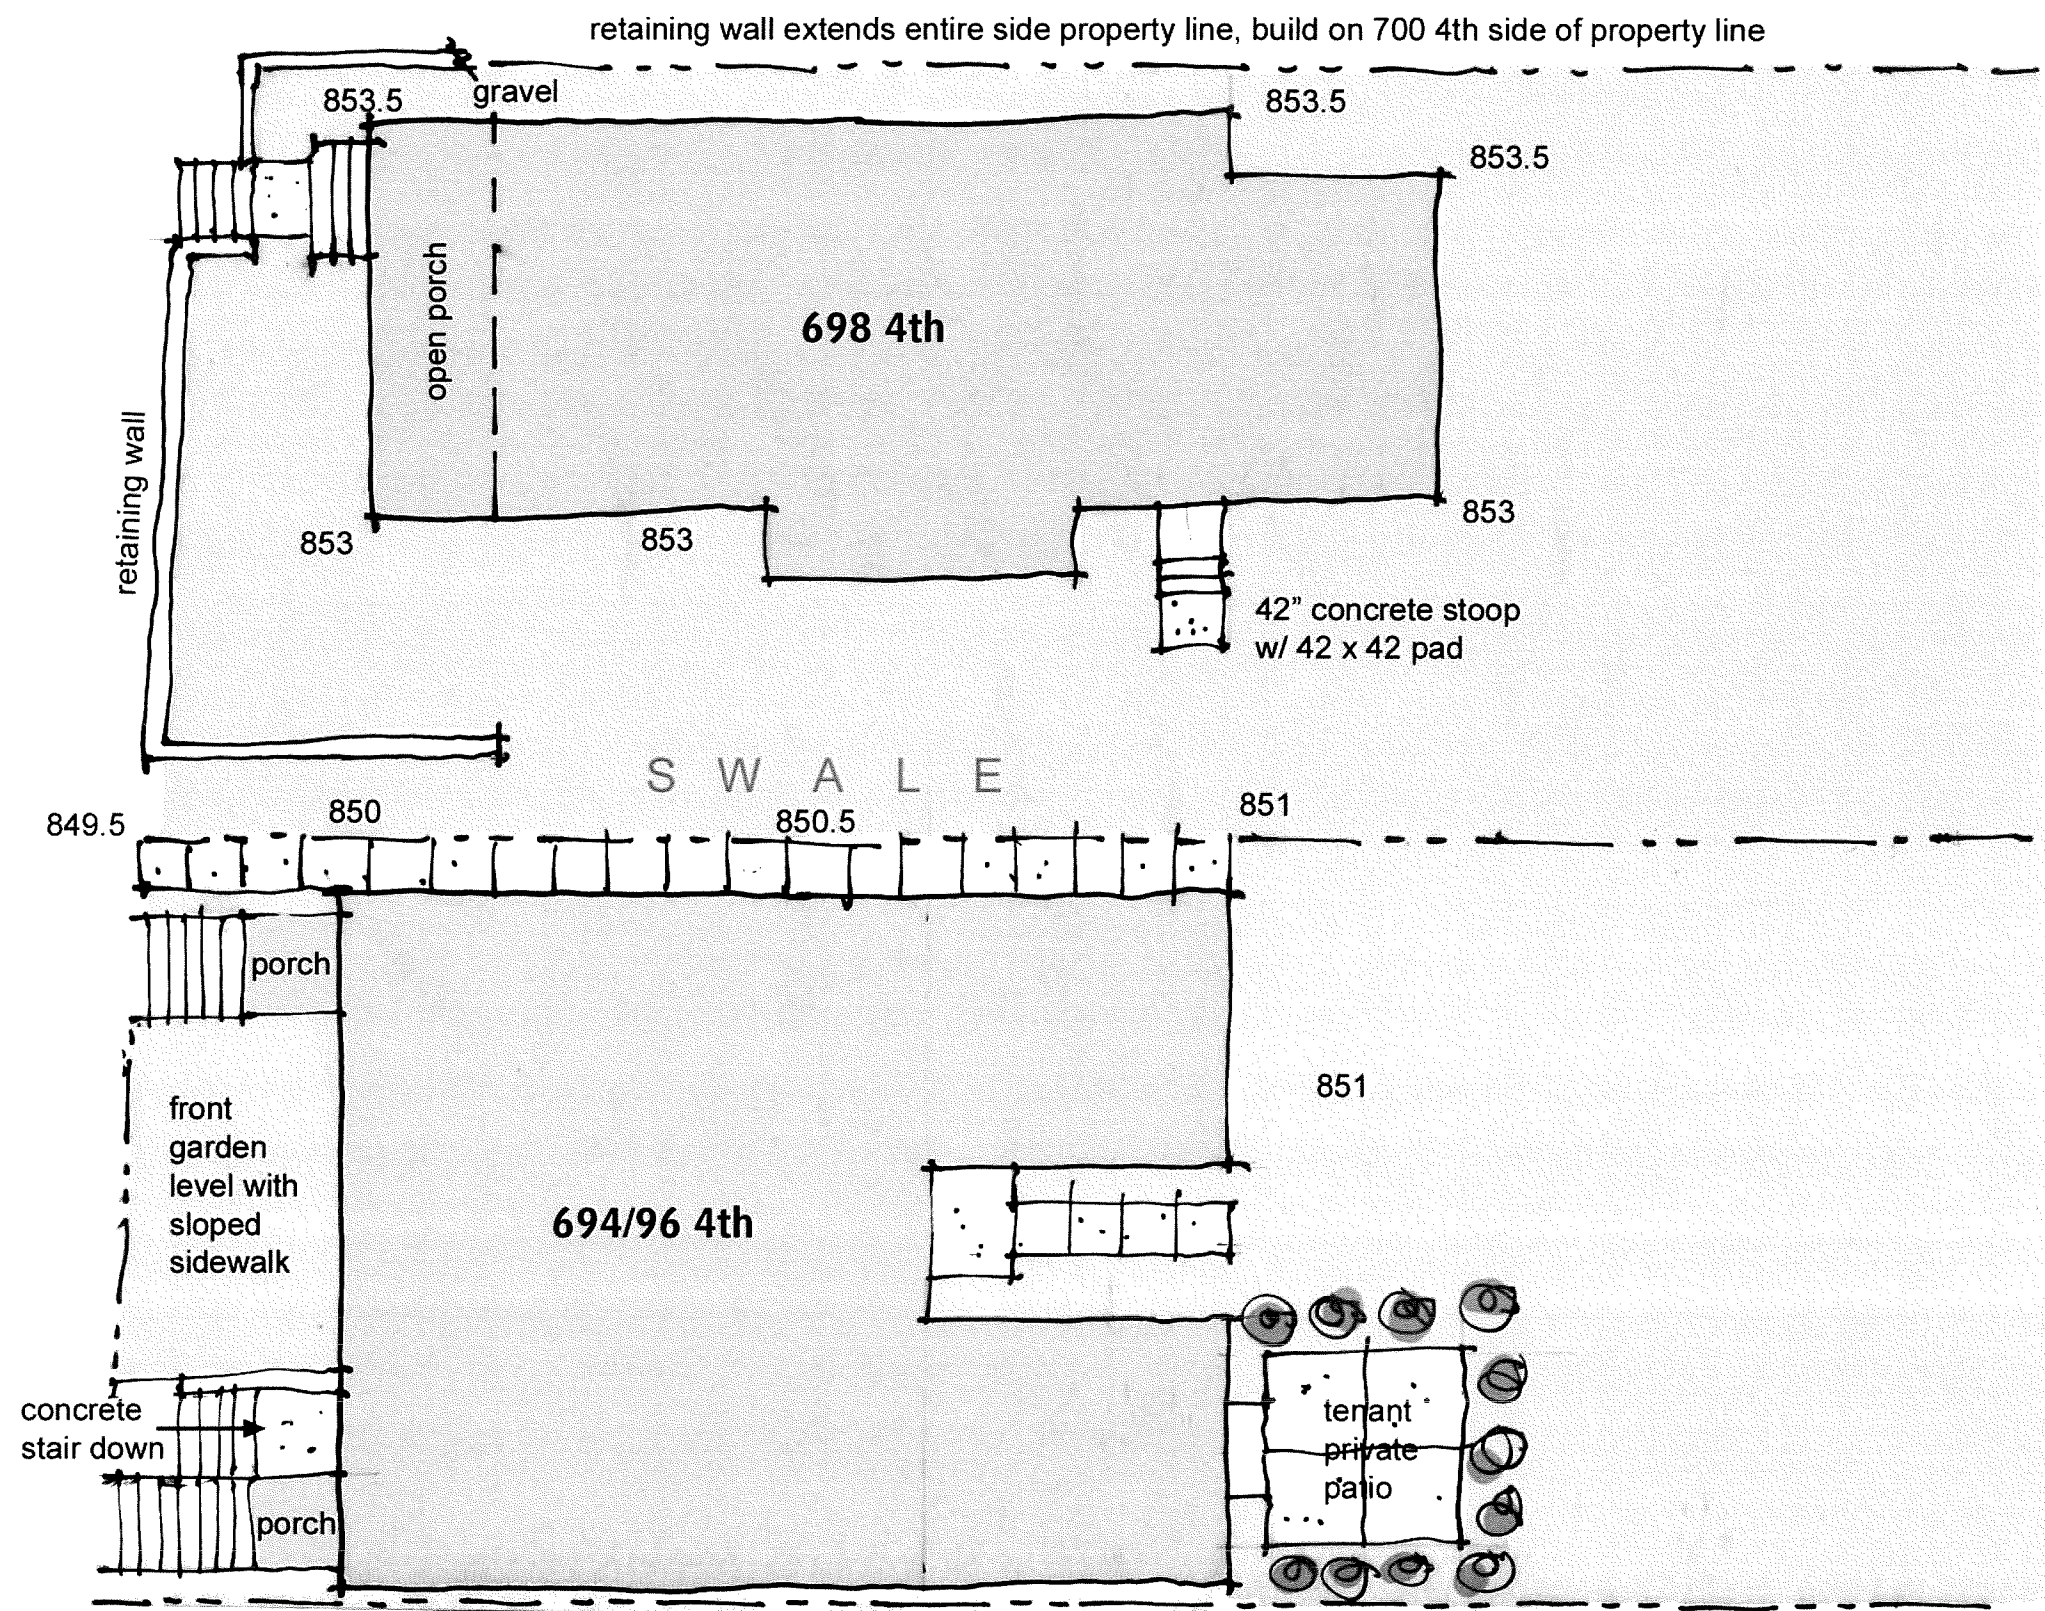 retaining wall extends entire side property line, build on 700 4th side of property line
gravel
853.5
853.5
853.5
open porch
698 4th
retaining wall
853
853
853
42” concrete stoop
w/ 42 x 42 pad
SWALE
849.5
850
850.5
851
porch
front
garden
level with
sloped
sidewalk
851
694/96 4th
concrete
stair down
tenant
private
patio
porch